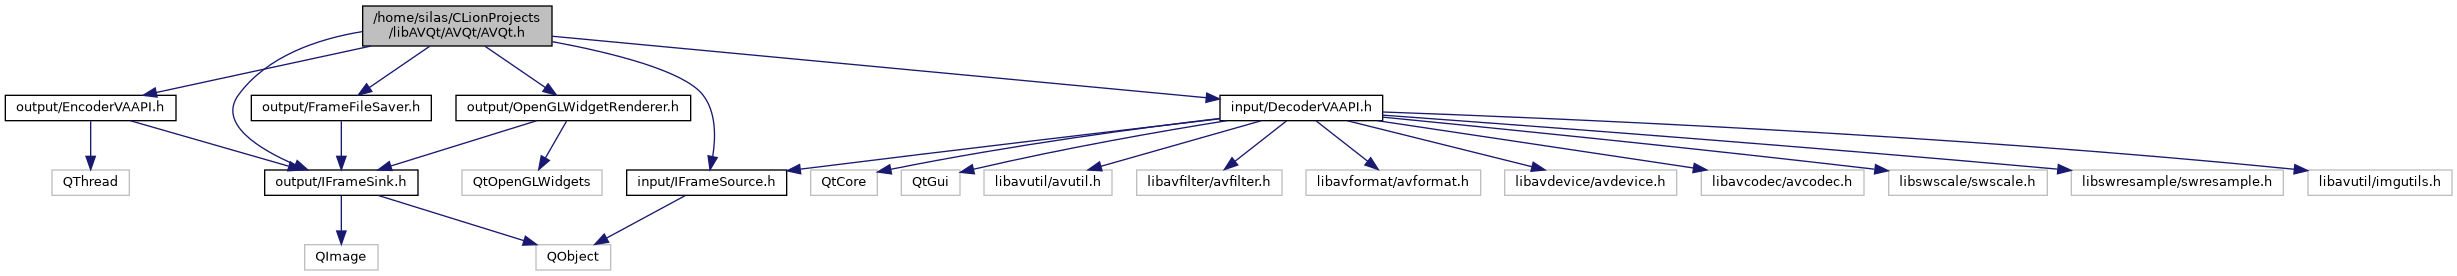 /home/silas/CLionProjects
/libAVQt/AVQt/AVQt.h
output/EncoderVAAPI.h
output/FrameFileSaver.h
output/OpenGLWidgetRenderer.h
input/DecoderVAAPI.h
QThread
output/IFrameSink.h
QtOpenGLWidgets
input/IFrameSource.h
QtCore
QtGui
libavutil/avutil.h
libavfilter/avfilter.h
libavformat/avformat.h
libavdevice/avdevice.h
libavcodec/avcodec.h
libswscale/swscale.h
libswresample/swresample.h
libavutil/imgutils.h
QImage
QObject